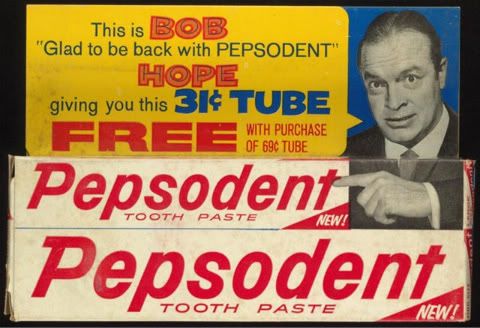 This is BOB
"Glad to be back with PEPSODENT"
HOPE
giving you this 31¢ TUBE
FREE WITH PURCHASE
OF 69¢ TUBE
Pepsodent
TOOTH PASTE
NEW!
Pepsodent
TOOTH PASTE
NEW!